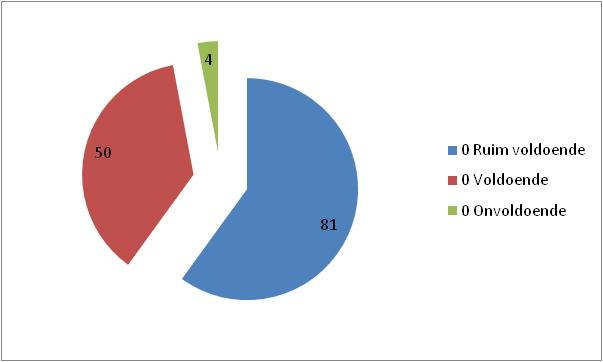 4
50
81
0 Ruim voldoende
0 Voldoende
0 Onvoldoende